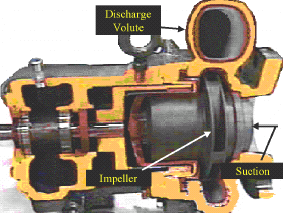 Discharge
Volute
Impeller
Suction